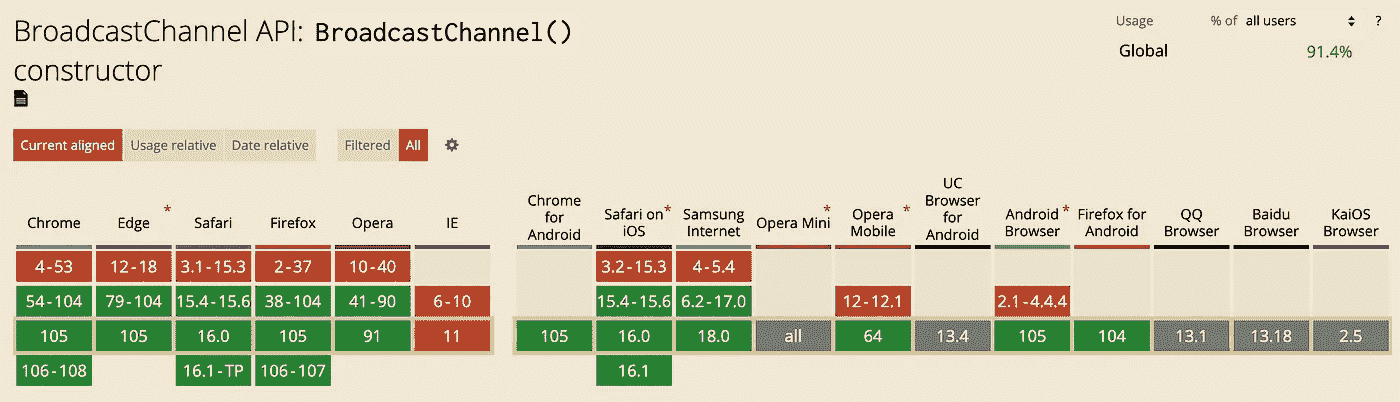 BroadcastChannel API: BroadcastChannel()
constructor
Usage % of all users ?
Global 91.4%
Current aligned Usage relative Date relative Filtered All
Chrome Edge * Safari Firefox Opera IE Chrome for Android Safari on iOS * Samsung Internet Opera Mini * Opera Mobile * UC Browser for Android Android Browser * Firefox for Android QQ Browser Baidu Browser KaiOS Browser
4-53 12-18 3.1-15.3 2-37 10-40 3.2-15.3 4-5.4
54-104 79-104 15.4-15.6 38-104 41-90 6-10 15.4-15.6 6.2-17.0 12-12.1 2.1-4.4.4
105 105 16.0 105 91 11 105 16.0 18.0 all 64 13.4 105 104 13.1 13.18 2.5
106-108 16.1-TP 106-107 16.1